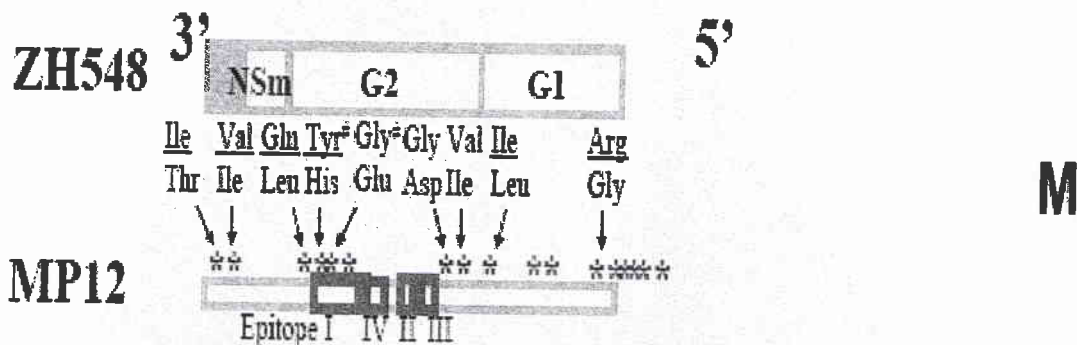 3’ 5’
ZH548 NSm G2 G1
Ile Val Gln Tyr# Gly# Gly Val Ile Arg
Thr Ile Leu His Glu Asp Ile Leu Gly
M
* * * * * * * * * * * * * * * *
MP12
Epitope I IV II III